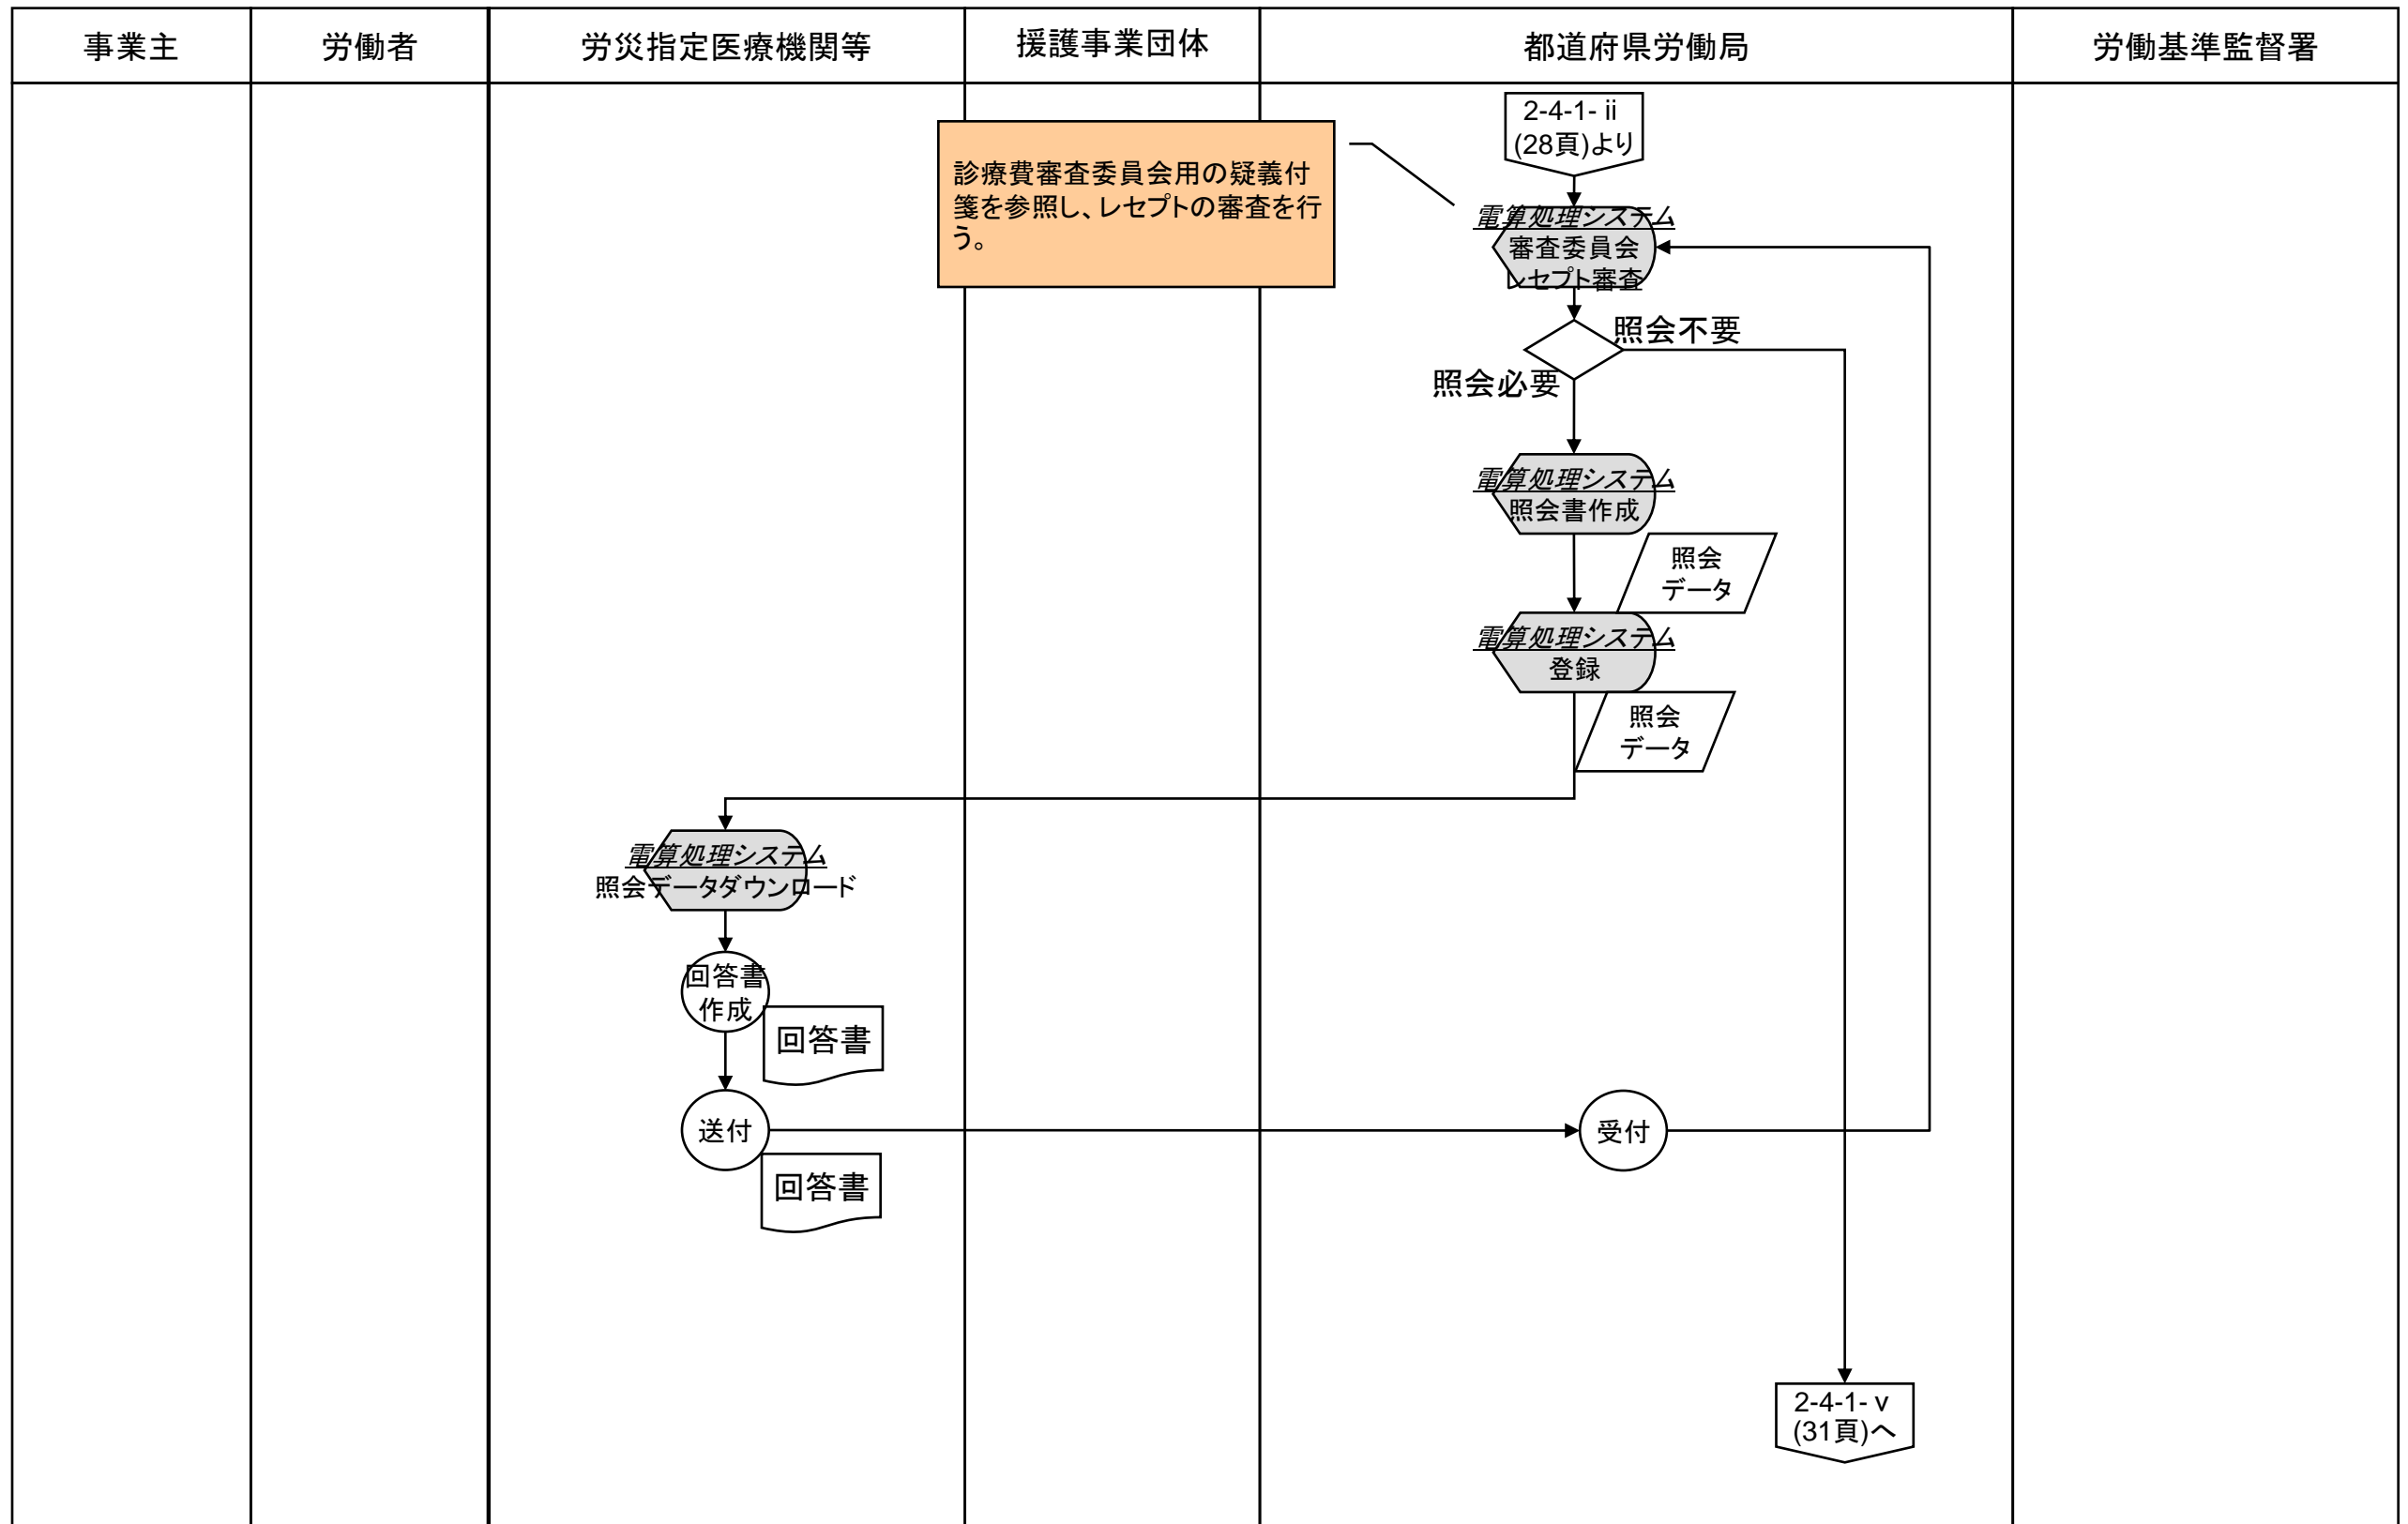 事業主
労働者
労災指定医療機関等
援護事業団体
都道府県労働局
労働基準監督署
2-4-1- ⅱ
(28頁)より
診療費審査委員会用の疑義付
箋を参照し、レセプトの審査を行
う。
電算処理システム
審査委員会
レセプト審査
照会不要
照会必要
電算処理システム
照会書作成
照会
データ
電算処理システム
登録
照会
データ
電算処理システム
照会データダウンロード
回答書
作成
回答書
送付
受付
回答書
2-4-1- ⅴ
(31頁)へ